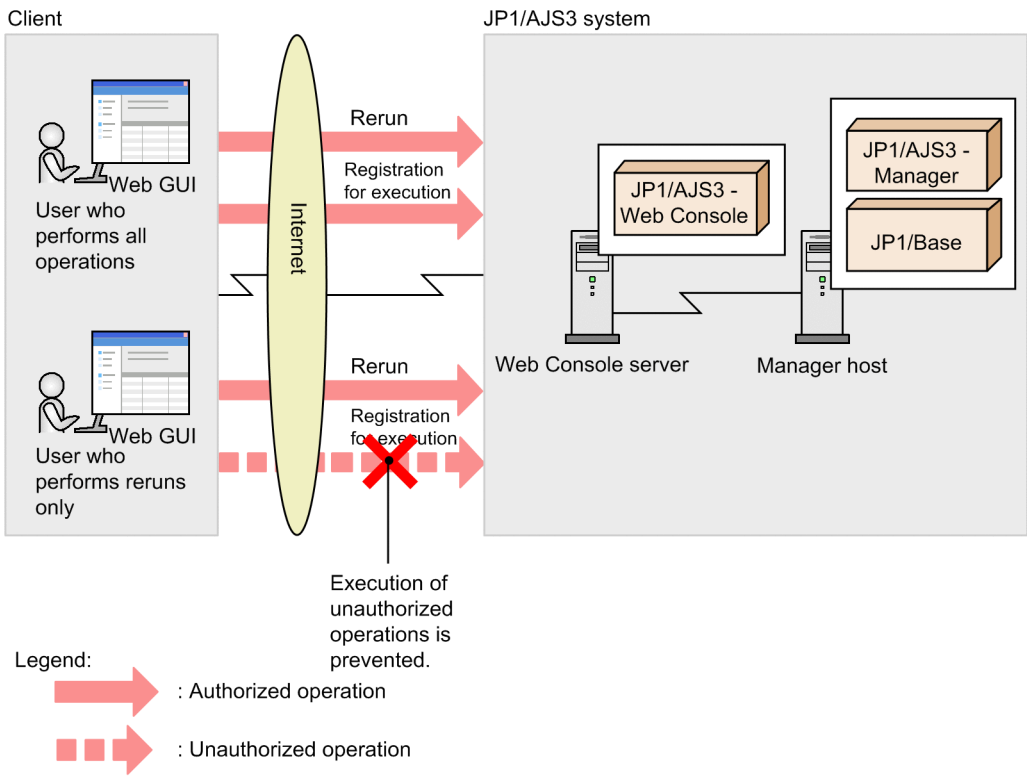 Client
JP1/AJS3 system
Web GUI
User who
performs all
operations
Rerun
Registration
for execution
Internet
JP1/AJS3 -
Web Console
JP1/AJS3 -
Manager
JP1/Base
Web Console server
Manager host
Web GUI
User who
performs reruns
only
Rerun
Registration
for execution
Execution of
unauthorized
operations is
prevented.
Legend:
: Authorized operation
: Unauthorized operation